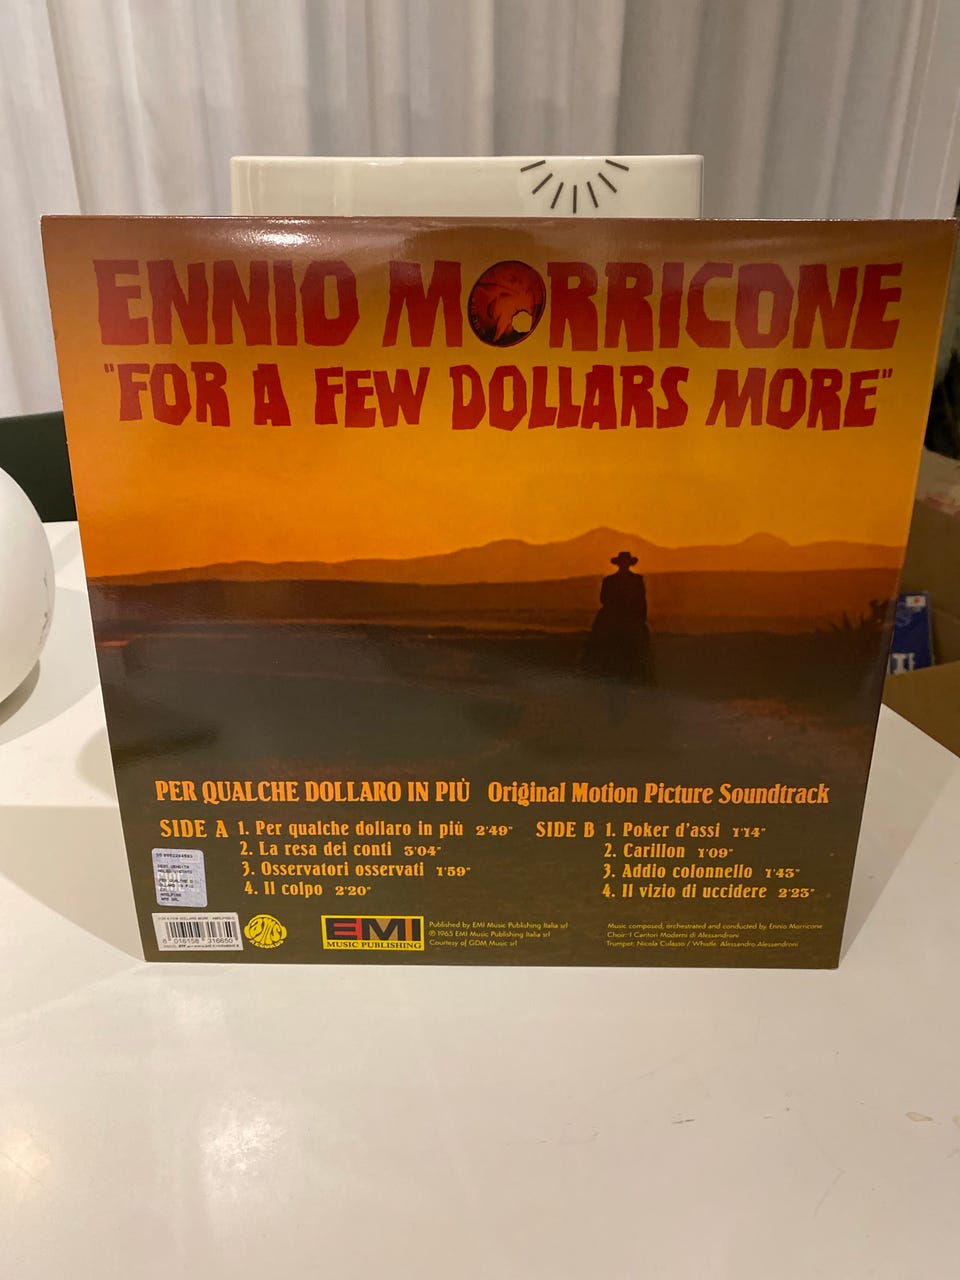 ENNIO MORRICONE
"FOR A FEW DOLLARS MORE"
PER QUALCHE DOLLARO IN PIÙ Original Motion Picture Soundtrack
SIDE A 1. Per qualche dollaro in più 2'49"
2. La resa dei conti 3'04"
3. Osservatori osservati 1'59"
4. Il colpo 2'20"
SIDE B 1. Poker d'assi 1'14"
2. Carillon 1'09"
3. Addio colonnello 1'43"
4. Il vizio di uccidere 2'23"
8 016158 316650
AMS
EMI
MUSIC PUBLISHING
Published by EMI Music Publishing Italia srl
℗ 1965 EMI Music Publishing Italia srl
Courtesy of GDM Music srl
Music composed, orchestrated and conducted by Ennio Morricone
Choir: I Cantori Moderni di Alessandroni
Trumpet: Nicola Culasso / Whistle: Alessandro Alessandroni